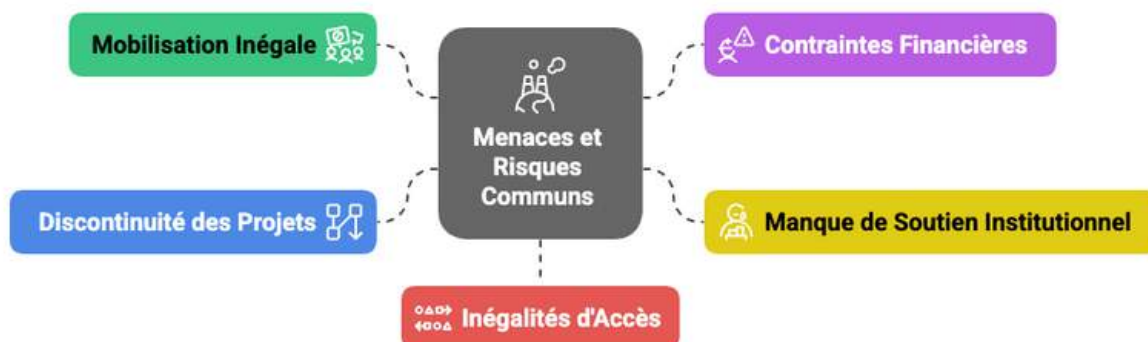 Mobilisation Inégale
Contraintes Financières
Menaces et
Risques
Communs
Discontinuité des Projets
Manque de Soutien Institutionnel
Inégalités d'Accès